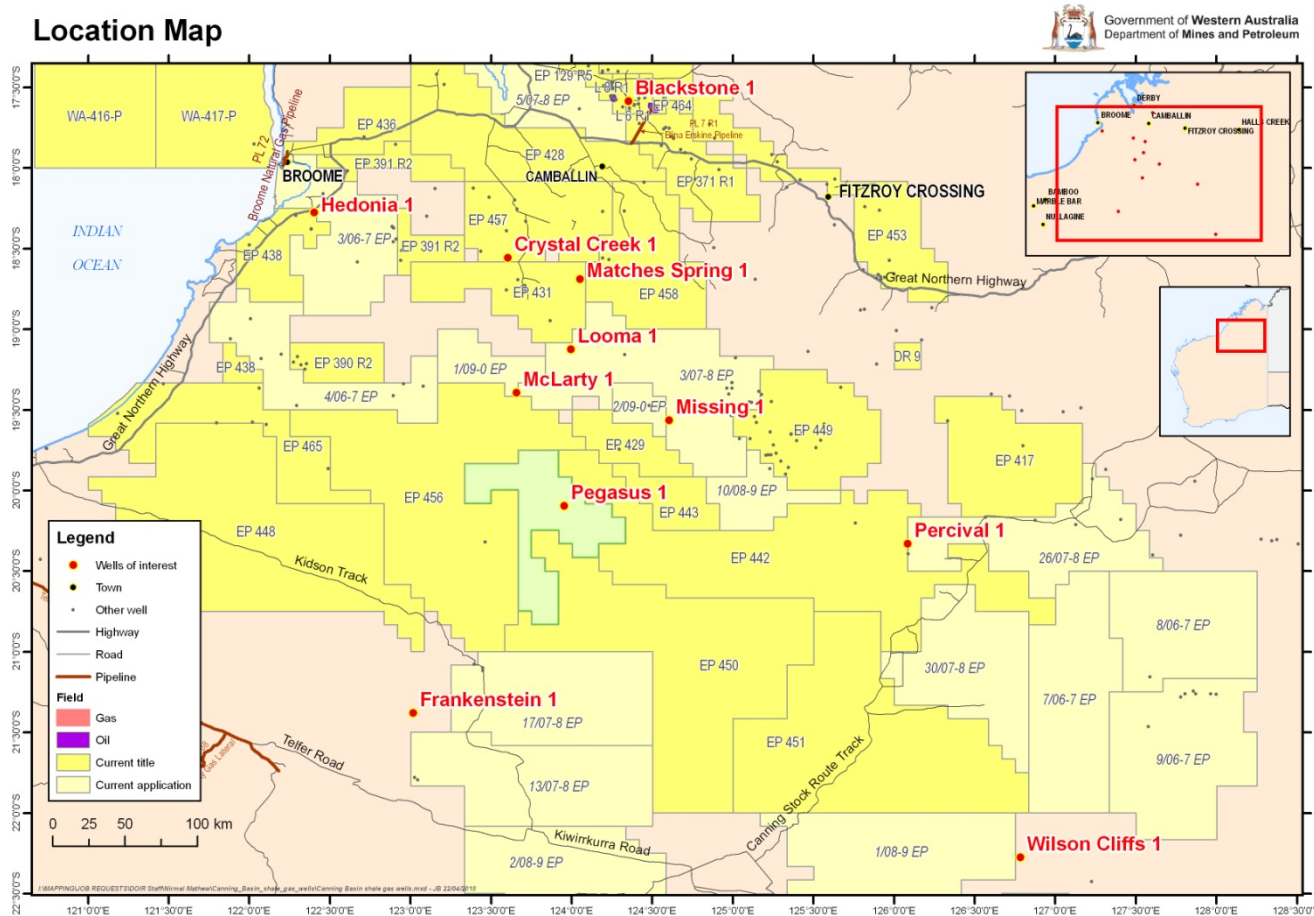 Location Map
Government of Western Australia
Department of Mines and Petroleum
WA-416-P
WA-417-P
PL 72
Broome Natural Gas Pipeline
EP 436
EP 391 R2
BROOME
Hedonia 1
3/06-7 EP
EP 391 R2
EP 438
INDIAN
OCEAN
Great Northern Highway
EP 438
EP 390 R2
4/06-7 EP
EP 129 R5
5/07-8 EP
L 8 R1
L 6 R1
Blackstone 1
EP 464
PL 7 R1
Blina Erskine Pipeline
EP 428
CAMBALLIN
EP 371 R1
FITZROY CROSSING
EP 457
Crystal Creek 1
EP 453
Matches Spring 1
EP 431
EP 458
Great Northern Highway
Looma 1
1/09-0 EP
3/07-8 EP
DR 9
McLarty 1
2/09-0 EP
Missing 1
EP 465
EP 429
EP 449
EP 417
EP 456
Pegasus 1
10/08-9 EP
EP 443
EP 448
Percival 1
EP 442
26/07-8 EP
Kidson Track
8/06-7 EP
EP 450
30/07-8 EP
7/06-7 EP
Frankenstein 1
17/07-8 EP
EP 451
9/06-7 EP
Telfer Road
13/07-8 EP
Canning Stock Route Track
Kiwirrkurra Road
Wilson Cliffs 1
2/08-9 EP
1/08-9 EP
DERBY
BROOME
CAMBALLIN
HALLS CREEK
FITZROY CROSSING
BAMBOO
MARBLE BAR
NULLAGINE
Legend
Wells of interest
Town
Other well
Highway
Road
Pipeline
Field
Gas
Oil
Current title
Current application
0 25 50 100 km
17°30'0"S
18°0'0"S
18°30'0"S
19°0'0"S
19°30'0"S
20°0'0"S
20°30'0"S
21°0'0"S
21°30'0"S
22°0'0"S
22°30'0"S
121°0'0"E 121°30'0"E 122°0'0"E 122°30'0"E 123°0'0"E 123°30'0"E 124°0'0"E 124°30'0"E 125°0'0"E 125°30'0"E 126°0'0"E 126°30'0"E 127°0'0"E 127°30'0"E 128°0'0"E 128°30'0"E